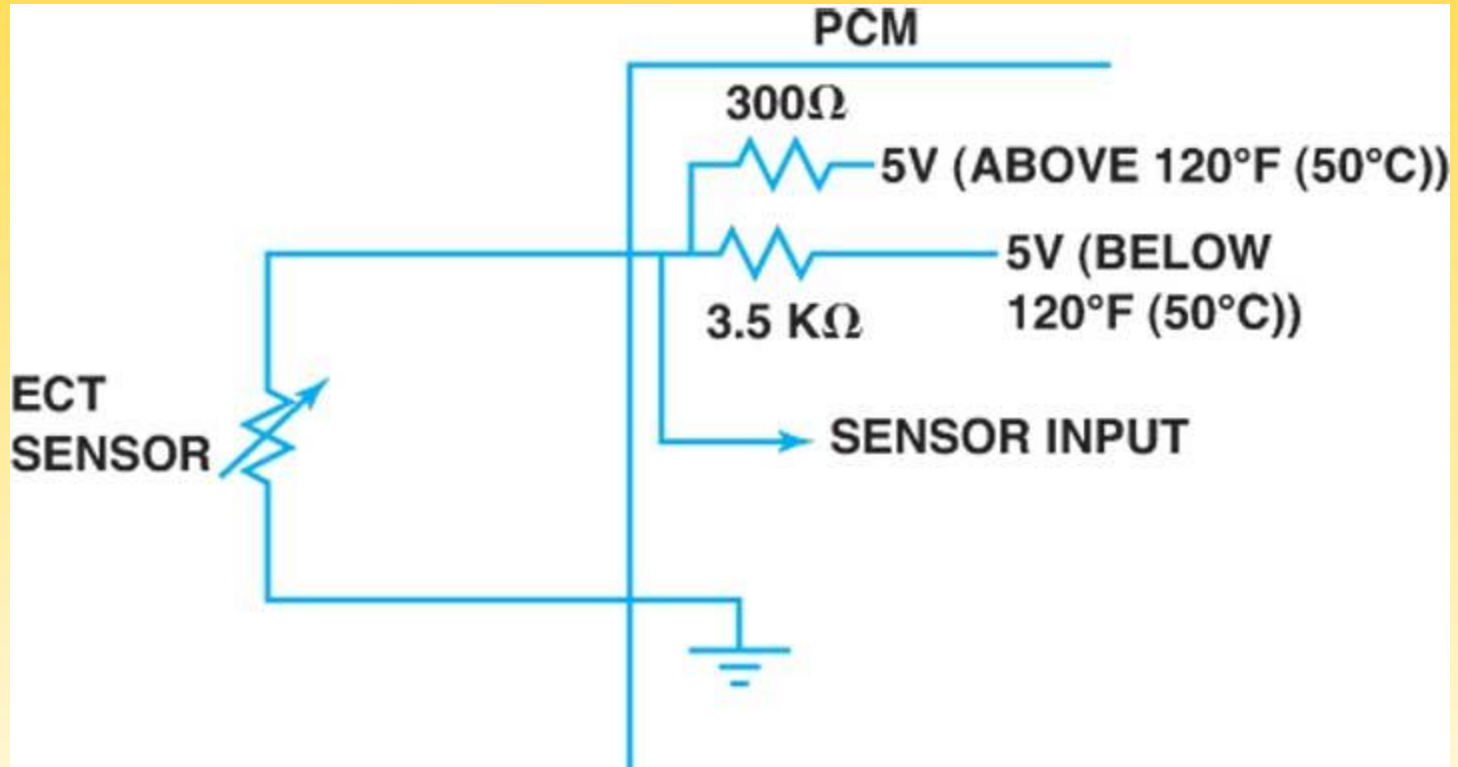 PCM
300Ω
5V (ABOVE 120°F (50°C))
5V (BELOW
120°F (50°C))
3.5 KΩ
ECT
SENSOR
SENSOR INPUT